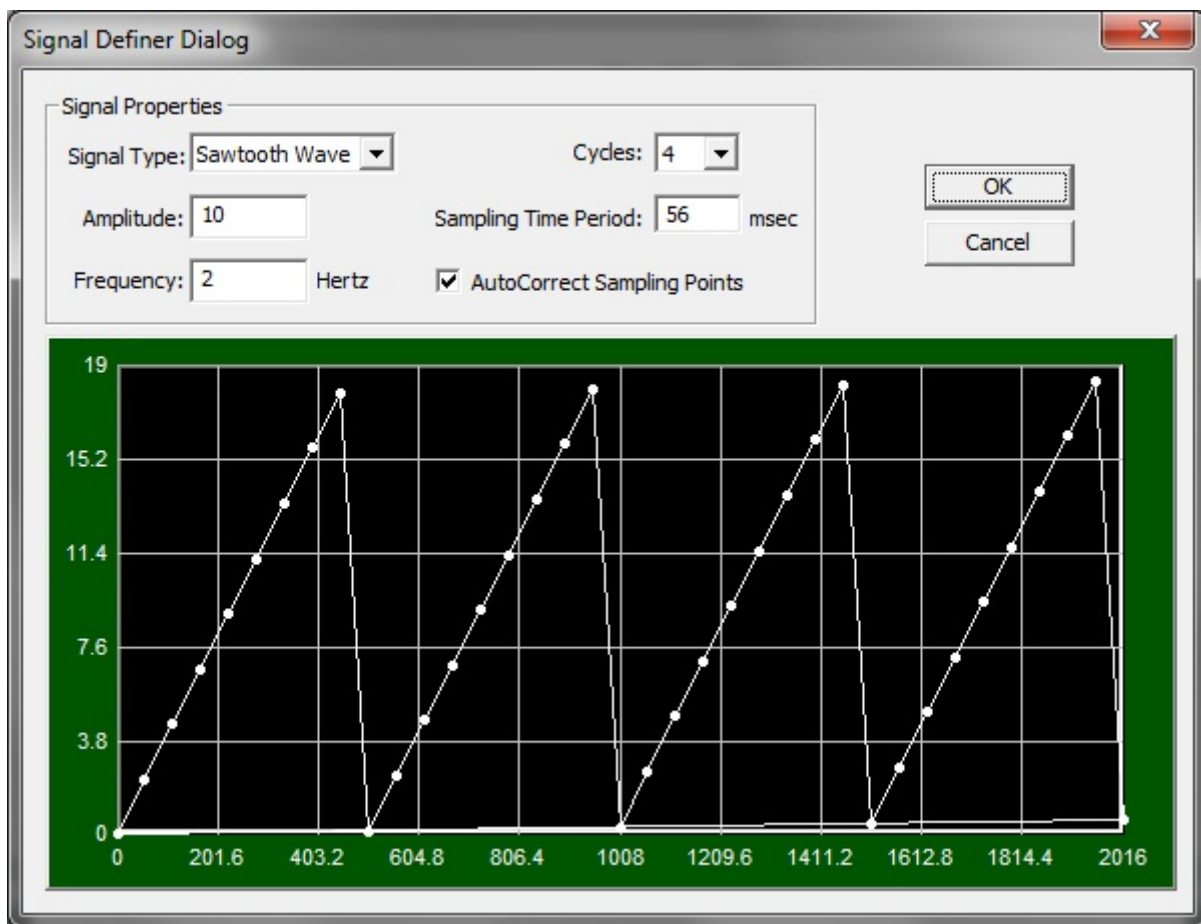 Signal Definer Dialog
Signal Properties
Signal Type: Sawtooth Wave Cycles: 4
OK
Amplitude: 10 Sampling Time Period: 56 msec
Cancel
Frequency: 2 Hertz AutoCorrect Sampling Points
19
15.2
11.4
7.6
3.8
0
0 201.6 403.2 604.8 806.4 1008 1209.6 1411.2 1612.8 1814.4 2016